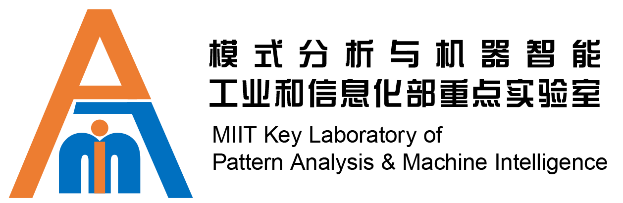 模式分析与机器智能
工业和信息化部重点实验室
MIIT Key Laboratory of
Pattern Analysis & Machine Intelligence